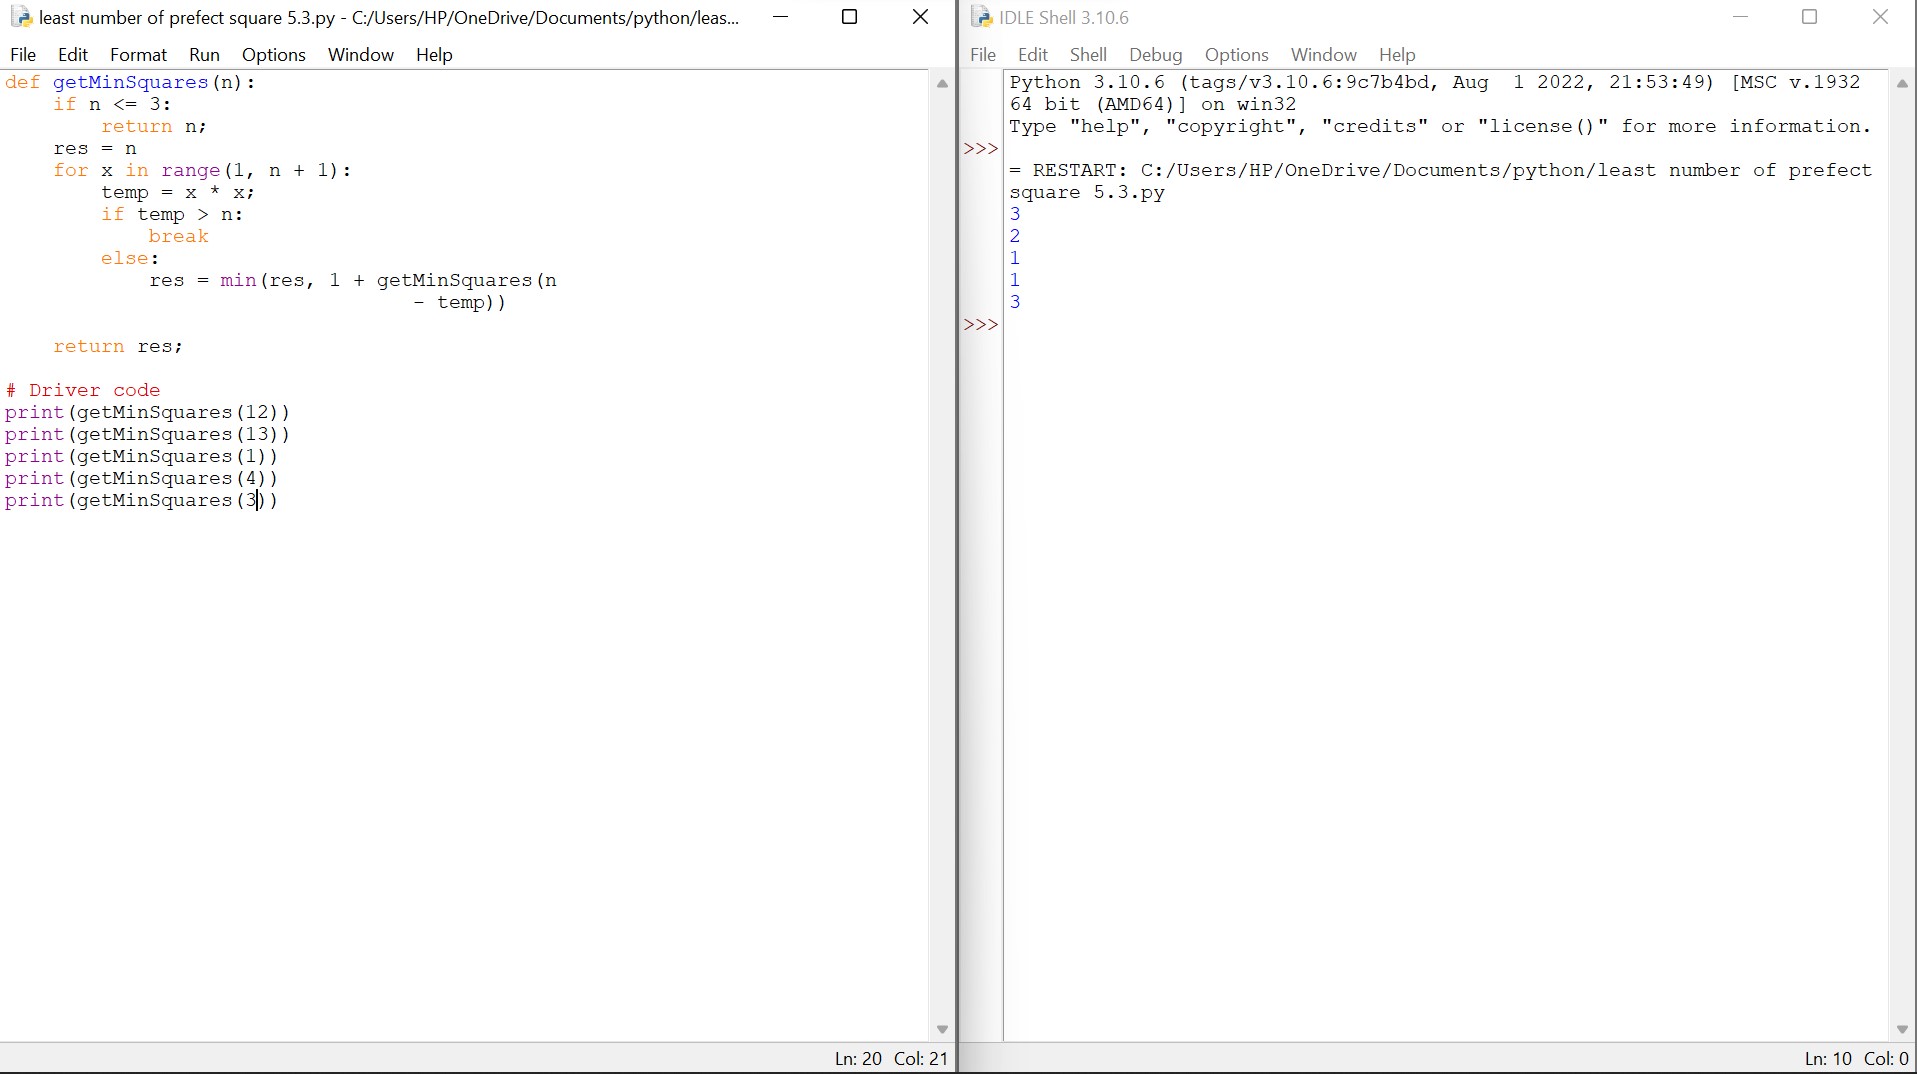 least number of prefect square 5.3.py - C:/Users/HP/OneDrive/Documents/python/leas...
File Edit Format Run Options Window Help
def getMinSquares(n):
    if n <= 3:
        return n;
    res = n
    for x in range(1, n + 1):
        temp = x * x;
        if temp > n:
            break
        else:
            res = min(res, 1 + getMinSquares(n
                                  - temp))
    return res;
# Driver code
print(getMinSquares(12))
print(getMinSquares(13))
print(getMinSquares(1))
print(getMinSquares(4))
print(getMinSquares(3))
Ln: 20 Col: 21
IDLE Shell 3.10.6
File Edit Shell Debug Options Window Help
Python 3.10.6 (tags/v3.10.6:9c7b4bd, Aug  1 2022, 21:53:49) [MSC v.1932
64 bit (AMD64)] on win32
Type "help", "copyright", "credits" or "license()" for more information.
>>>
= RESTART: C:/Users/HP/OneDrive/Documents/python/least number of prefect
square 5.3.py
3
2
1
1
3
>>>
Ln: 10 Col: 0